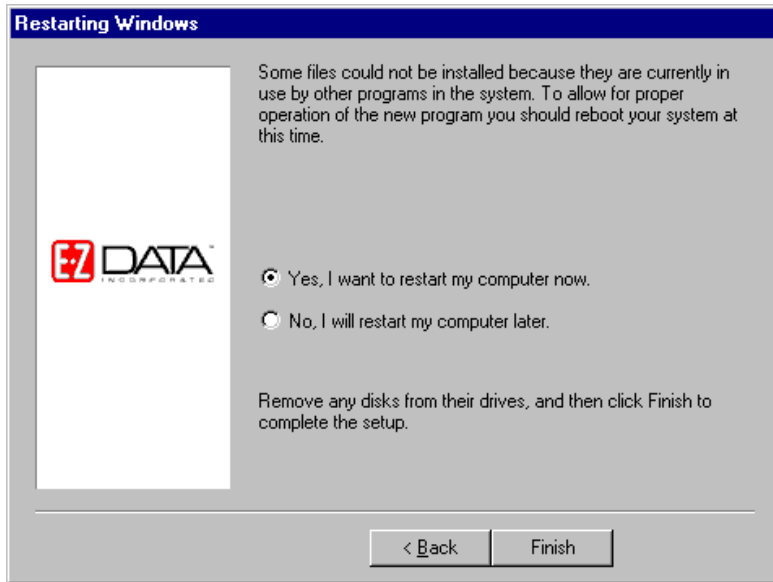 Restarting Windows
Some files could not be installed because they are currently in
use by other programs in the system. To allow for proper
operation of the new program you should reboot your system at
this time.
E-Z DATA™
INCORPORATED
Yes, I want to restart my computer now.
No, I will restart my computer later.
Remove any disks from their drives, and then click Finish to
complete the setup.
< Back Finish